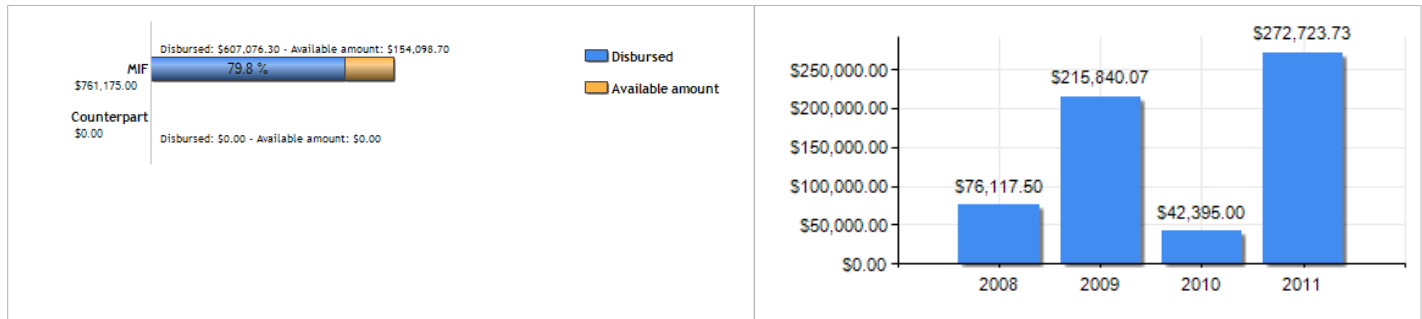 Disbursed: $607,076.30 - Available amount: $154,098.70
MIF
79.8 %
$761,175.00
Counterpart
$0.00
Disbursed: $0.00 - Available amount: $0.00
Disbursed
Available amount
$272,723.73
$250,000.00
$215,840.07
$200,000.00
$150,000.00
$100,000.00
$76,117.50
$50,000.00
$42,395.00
$0.00
2008 2009 2010 2011